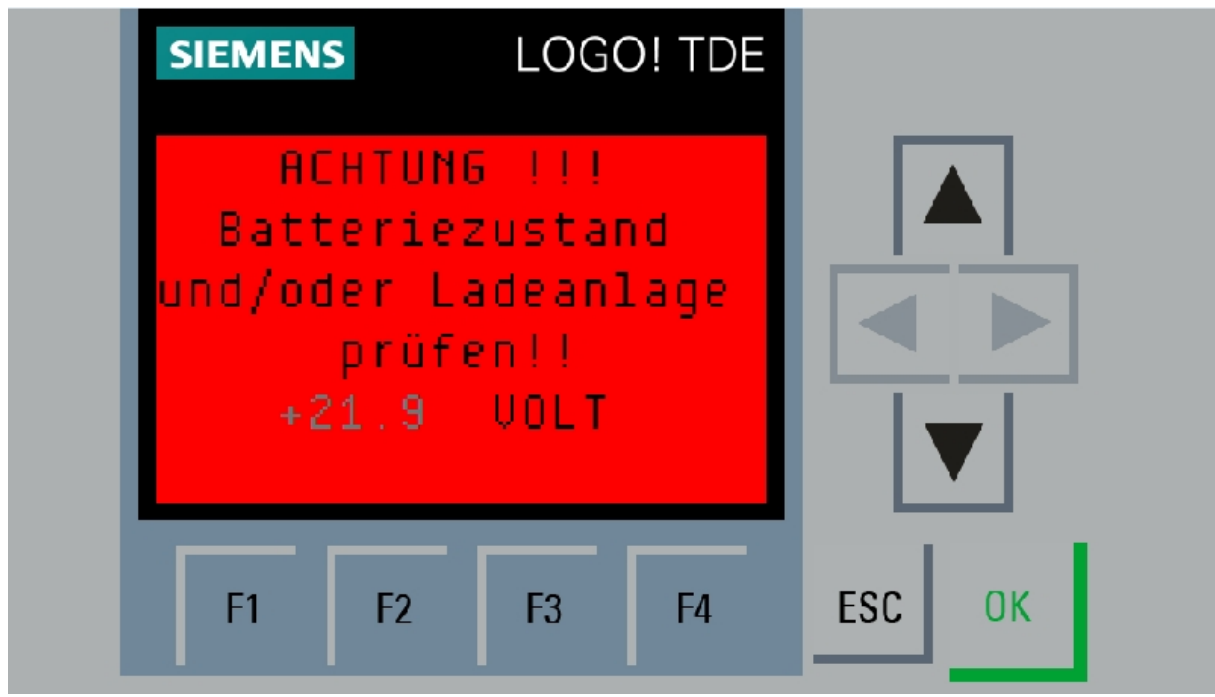 SIEMENS LOGO! TDE
ACHTUNG !!!
Batteriezustand
und/oder Ladeanlage
prüfen!!
+21.9 VOLT
F1 F2 F3 F4 ESC OK